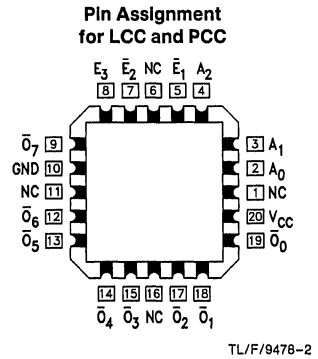 Pin Assignment
for LCC and PCC
E₃ Ē₂ NC Ē₁ A₂
8 7 6 5 4
Ō₇ 9 3 A₁
GND 10 2 A₀
NC 11 1 NC
Ō₆ 12 20 V_CC
Ō₅ 13 19 Ō₀
14 15 16 17 18
Ō₄ Ō₃ NC Ō₂ Ō₁
TL/F/9478–2